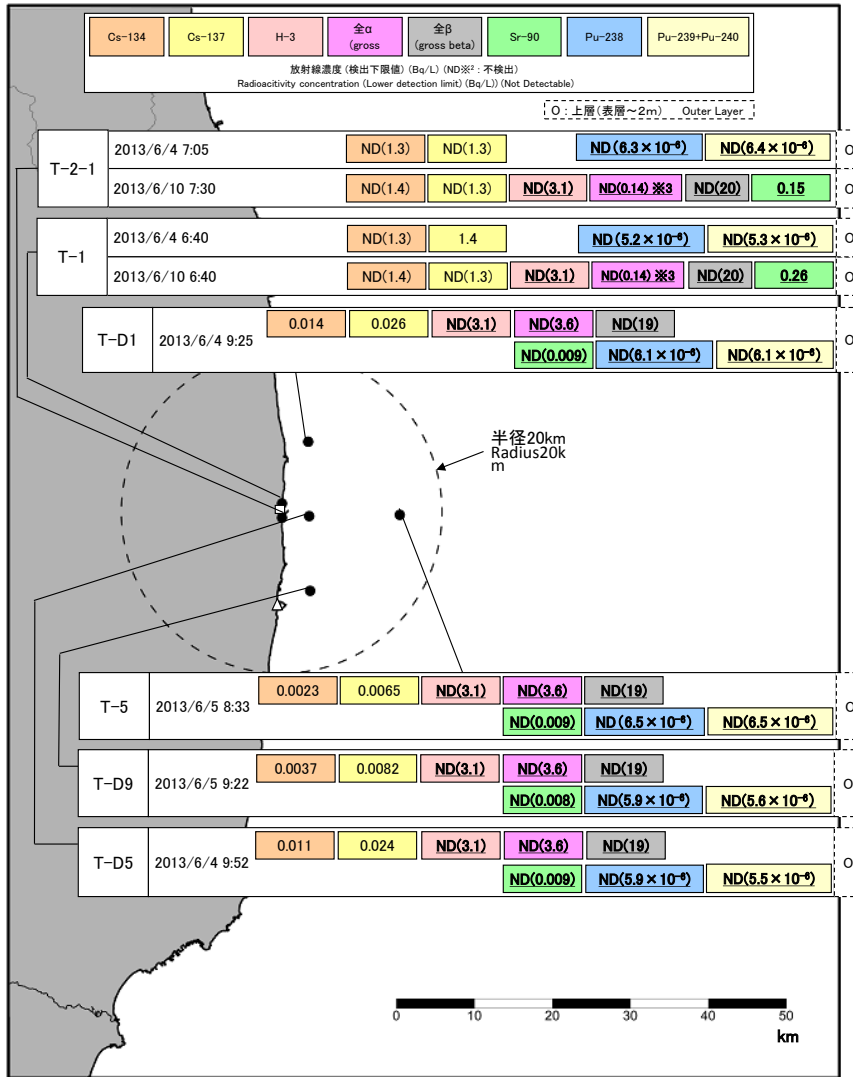 Cs-134 Cs-137 H-3 全α (gross 全β (gross beta) Sr-90 Pu-238 Pu-239+Pu-240
放射線濃度 (検出下限値) (Bq/L) (ND※²:不検出)
Radioacitivity concentration (Lower detection limit) (Bq/L)) (Not Detectable)
O:上層(表層~2m) Outer Layer
T-2-1
2013/6/4 7:05 ND(1.3) ND(1.3) ND(6.3×10⁻⁶) ND(6.4×10⁻⁶) O
2013/6/10 7:30 ND(1.4) ND(1.3) ND(3.1) ND(0.14) ※3 ND(20) 0.15 O
T-1
2013/6/4 6:40 ND(1.3) 1.4 ND(5.2×10⁻⁶) ND(5.3×10⁻⁶) O
2013/6/10 6:40 ND(1.4) ND(1.3) ND(3.1) ND(0.14) ※3 ND(20) 0.26 O
T-D1 2013/6/4 9:25 0.014 0.026 ND(3.1) ND(3.6) ND(19) O
ND(0.009) ND(6.1×10⁻⁶) ND(6.1×10⁻⁶)
半径20km
Radius20k
m
T-5 2013/6/5 8:33 0.0023 0.0065 ND(3.1) ND(3.6) ND(19) O
ND(0.009) ND(6.5×10⁻⁶) ND(6.5×10⁻⁶)
T-D9 2013/6/5 9:22 0.0037 0.0082 ND(3.1) ND(3.6) ND(19) O
ND(0.008) ND(5.9×10⁻⁶) ND(5.6×10⁻⁶)
T-D5 2013/6/4 9:52 0.011 0.024 ND(3.1) ND(3.6) ND(19) O
ND(0.009) ND(5.9×10⁻⁶) ND(5.5×10⁻⁶)
0 10 20 30 40 50
km